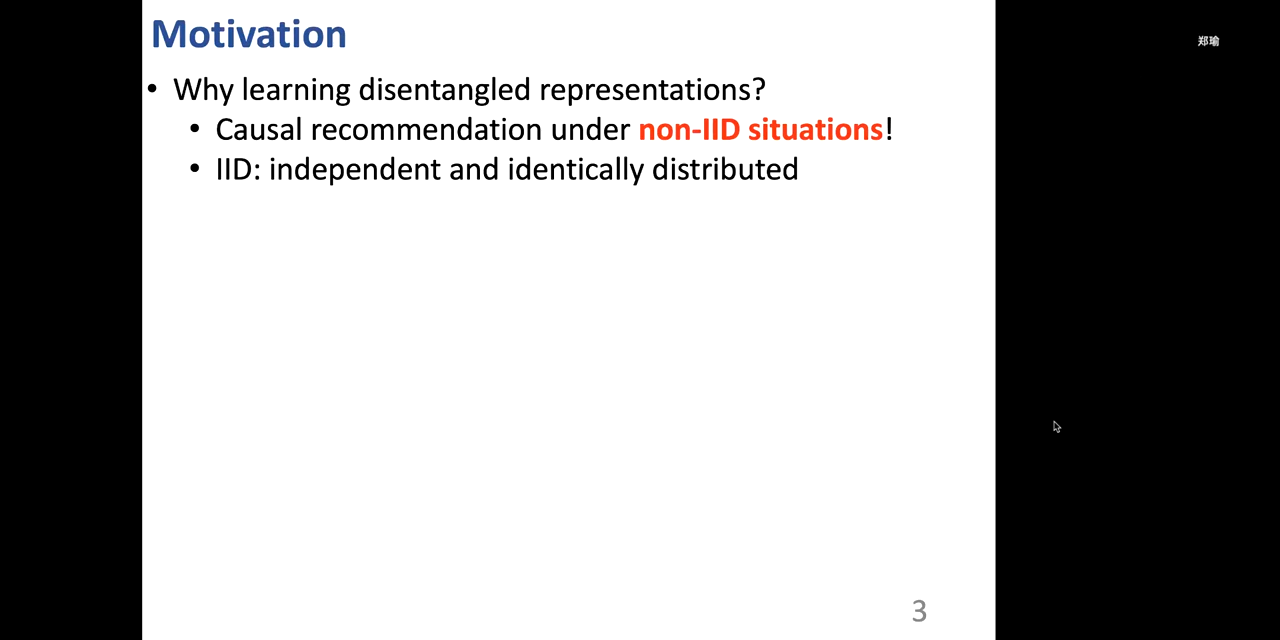 Motivation
郑瑜
• Why learning disentangled representations?
• Causal recommendation under non-IID situations!
• IID: independent and identically distributed
3